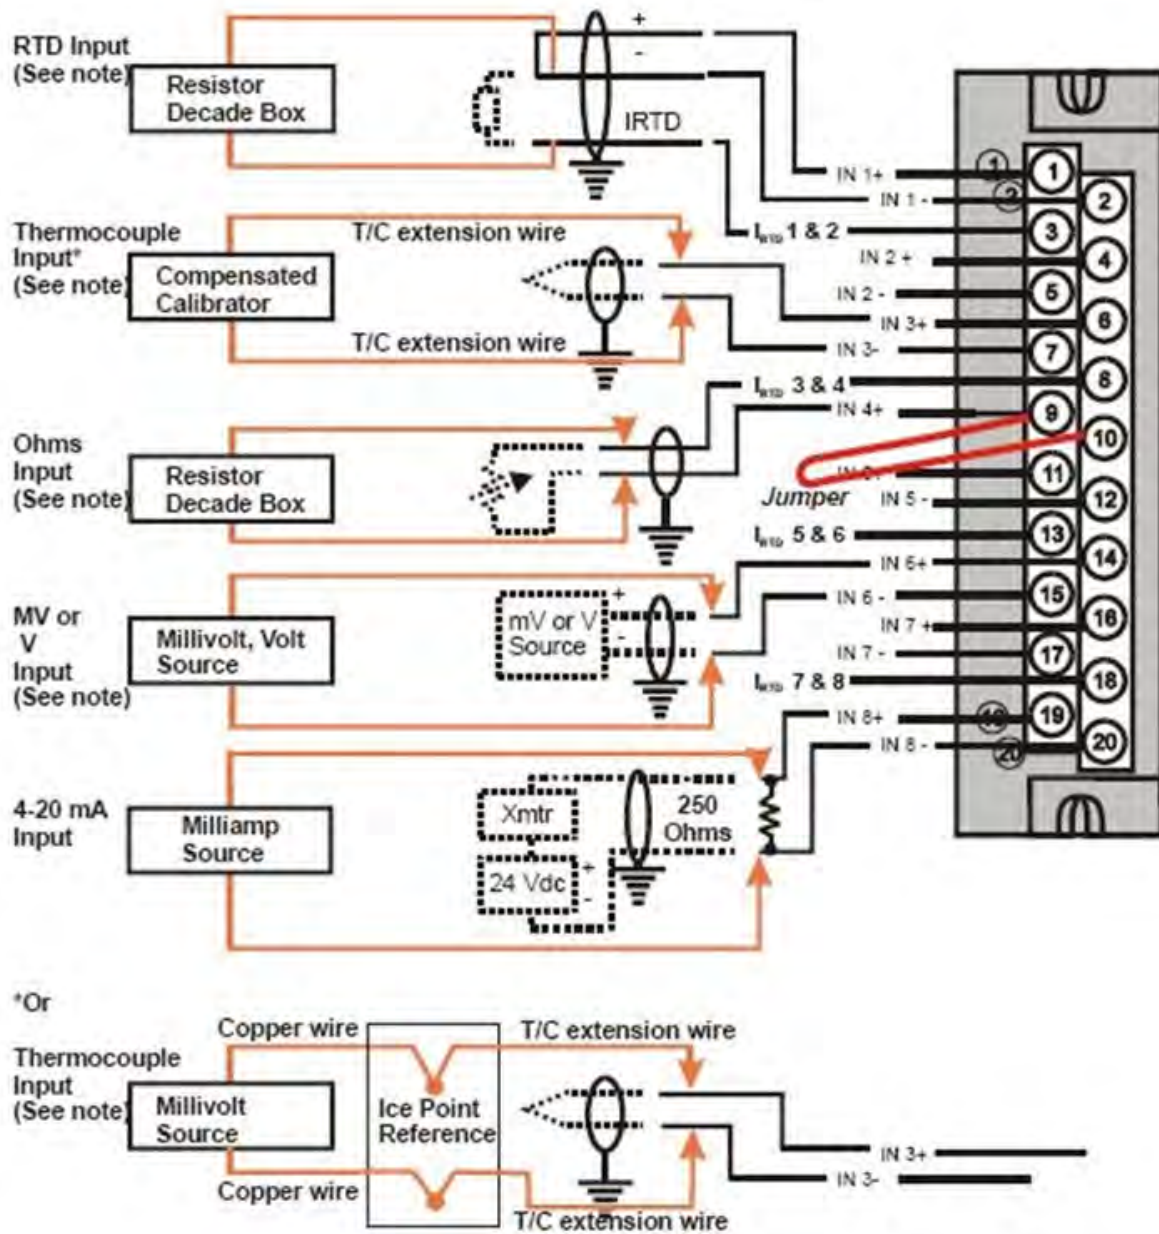 RTD Input
(See note)
Resistor
Decade Box
+
-
IRTD
Thermocouple
Input*
(See note)
Compensated
Calibrator
T/C extension wire
T/C extension wire
Ohms
Input
(See note)
Resistor
Decade Box
MV or
V
Input
(See note)
Millivolt, Volt
Source
+
mV or V
-
Source
4-20 mA
Input
Milliamp
Source
Xmtr
24 Vdc
+
-
250
Ohms
IN 1+
IN 1 -
IRTD 1 & 2
IN 2 +
IN 2 -
IN 3+
IN 3-
IRTD 3 & 4
IN 4+
Jumper
IN 5 -
IRTD 5 & 6
IN 6+
IN 6 -
IN 7 +
IN 7 -
IRTD 7 & 8
IN 8+
IN 8 -
1
2
19
20
1
2
3
4
5
6
7
8
9
10
11
12
13
14
15
16
17
18
19
20
*Or
Thermocouple
Input
(See note)
Millivolt
Source
Copper wire
Copper wire
Ice Point
Reference
T/C extension wire
T/C extension wire
IN 3+
IN 3-